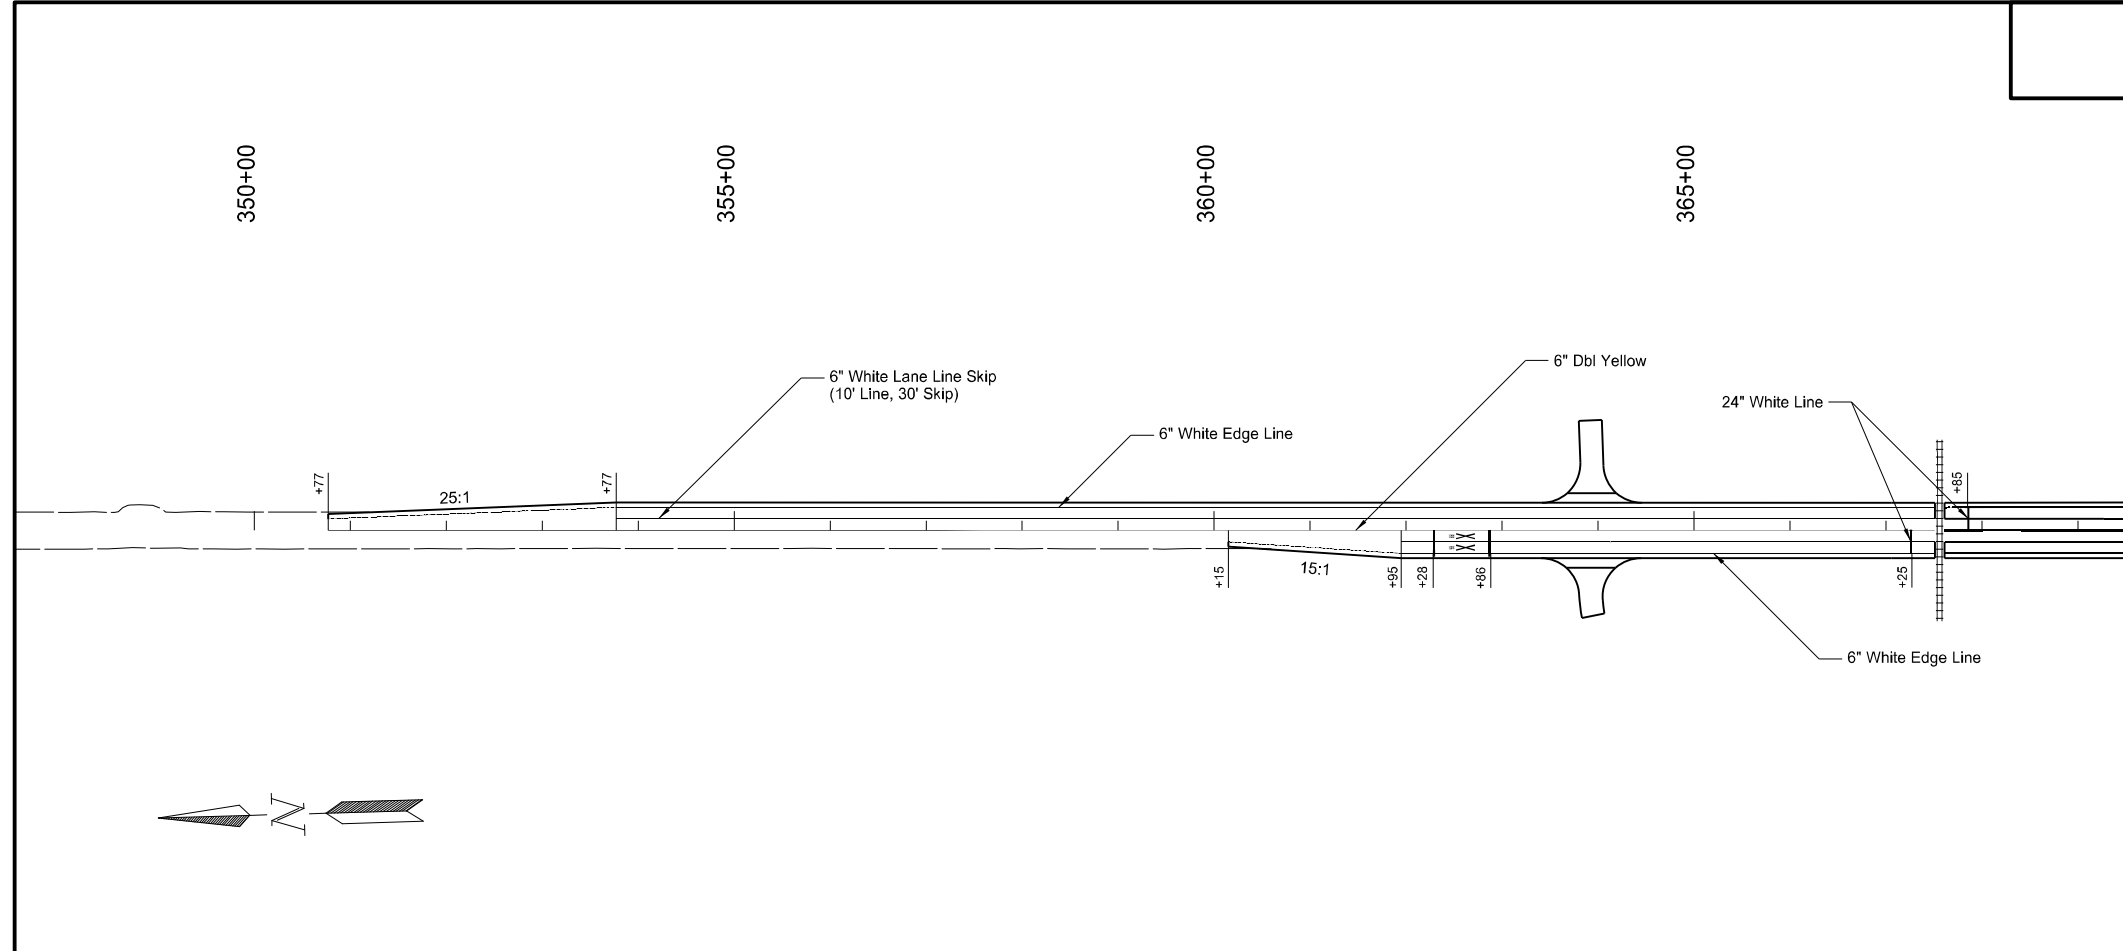 350+00
355+00
360+00
365+00
6" Dbl Yellow
6" White Lane Line Skip
(10' Line, 30' Skip)
24" White Line
6" White Edge Line
+77
25:1
+77
+85
+15
15:1
+95
+28
+86
+25
6" White Edge Line
N